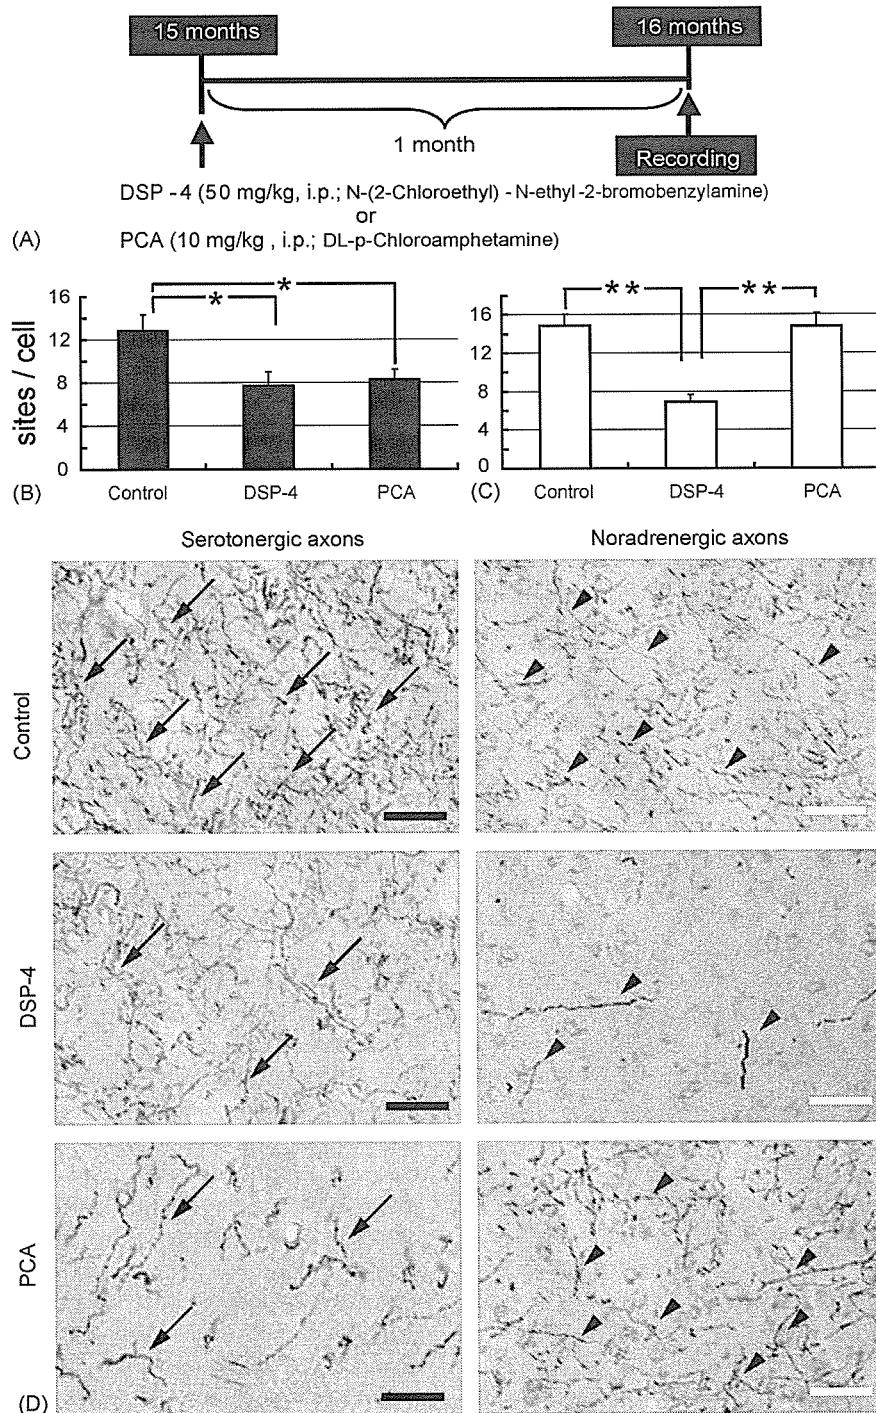 15 months
16 months
1 month
Recording
DSP -4 (50 mg/kg, i.p.; N-(2-Chloroethyl) - N-ethyl -2-bromobenzylamine)
or
(A)
PCA (10 mg/kg , i.p.; DL-p-Chloroamphetamine)
sites / cell
16
12
8
4
0
*
*
(B)
Control
DSP-4
PCA
16
12
8
4
0
**
**
(C)
Control
DSP-4
PCA
Serotonergic axons
Noradrenergic axons
Control
DSP-4
PCA
(D)